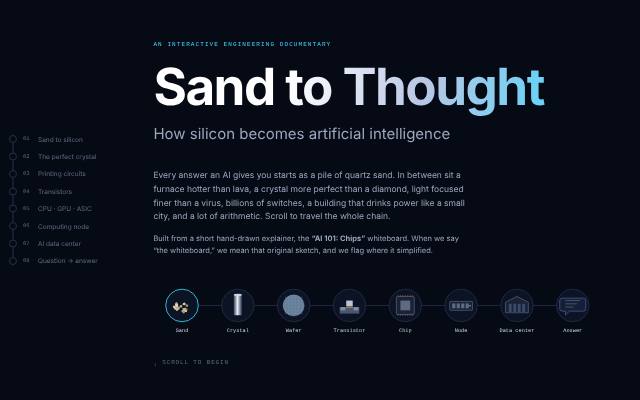 AN INTERACTIVE ENGINEERING DOCUMENTARY
Sand to Thought
How silicon becomes artificial intelligence
01 Sand to silicon
02 The perfect crystal
03 Printing circuits
04 Transistors
05 CPU · GPU · ASIC
06 Computing node
07 AI data center
08 Question → answer
Every answer an AI gives you starts as a pile of quartz sand. In between sit a
furnace hotter than lava, a crystal more perfect than a diamond, light focused
finer than a virus, billions of switches, a building that drinks power like a small
city, and a lot of arithmetic. Scroll to travel the whole chain.
Built from a short hand-drawn explainer, the "AI 101: Chips" whiteboard. When we say
"the whiteboard," we mean that original sketch, and we flag where it simplified.
Sand Crystal Wafer Transistor Chip Node Data center Answer
↓ SCROLL TO BEGIN